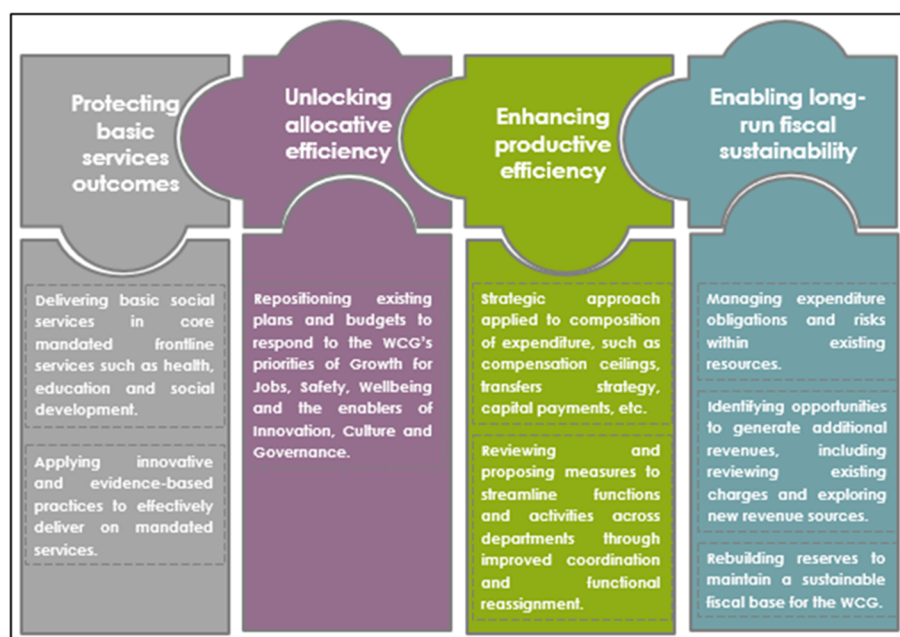 Protecting
basic
services
outcomes
Delivering basic social
services in core
mandated frontline
services such as health,
education and social
development.
Applying innovative
and evidence-based
practices to effectively
deliver on mandated
services.
Unlocking
allocative
efficiency
Repositioning existing
plans and budgets to
respond to the WCG's
priorities of Growth for
Jobs, Safety, Wellbeing
and the enablers of
Innovation, Culture and
Governance.
Enhancing
productive
efficiency
Strategic approach
applied to composition
of expenditure, such as
compensation ceilings,
transfers strategy,
capital payments, etc.
Reviewing and
proposing measures to
streamline functions
and activities across
departments through
improved coordination
and functional
reassignment.
Enabling long-
run fiscal
sustainability
Managing expenditure
obligations and risks
within existing
resources.
Identifying opportunities
to generate additional
revenues, including
reviewing existing
charges and exploring
new revenue sources.
Rebuilding reserves to
maintain a sustainable
fiscal base for the WCG.